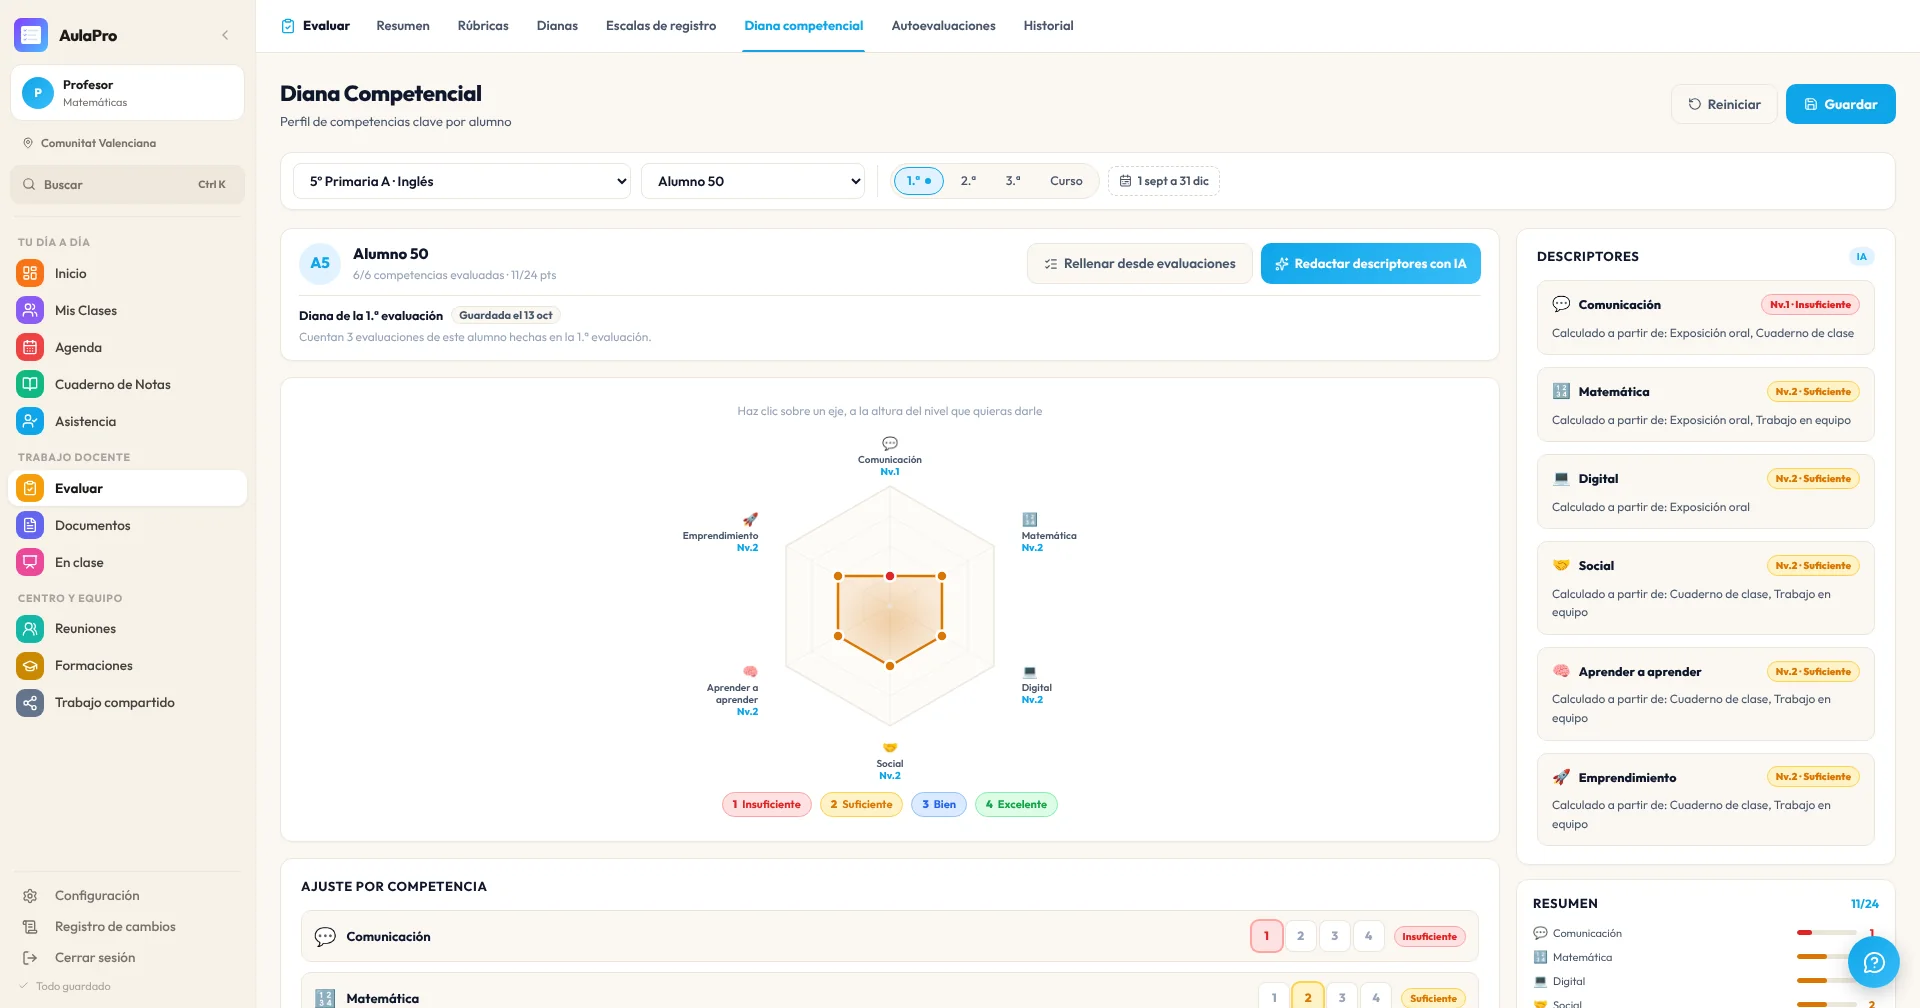 AulaPro
P
Profesor
Matemáticas
Comunitat Valenciana
Buscar
Ctrl K
TU DÍA A DÍA
Inicio
Mis Clases
Agenda
Cuaderno de Notas
Asistencia
TRABAJO DOCENTE
Evaluar
Documentos
En clase
CENTRO Y EQUIPO
Reuniones
Formaciones
Trabajo compartido
Configuración
Registro de cambios
Cerrar sesión
Todo guardado
Evaluar
Resumen
Rúbricas
Dianas
Escalas de registro
Diana competencial
Autoevaluaciones
Historial
Diana Competencial
Perfil de competencias clave por alumno
Reiniciar
Guardar
5º Primaria A · Inglés
Alumno 50
1.ª
2.ª
3.ª
Curso
1 sept a 31 dic
A5
Alumno 50
6/6 competencias evaluadas · 11/24 pts
Rellenar desde evaluaciones
Redactar descriptores con IA
Diana de la 1.ª evaluación
Guardada el 13 oct
Cuentan 3 evaluaciones de este alumno hechas en la 1.ª evaluación.
Haz clic sobre un eje, a la altura del nivel que quieras darle
Comunicación
Nv.1
Emprendimiento
Nv.2
Matemática
Nv.2
Aprender a
aprender
Nv.2
Digital
Nv.2
Social
Nv.2
1 Insuficiente
2 Suficiente
3 Bien
4 Excelente
AJUSTE POR COMPETENCIA
Comunicación
1
2
3
4
Insuficiente
Matemática
1
2
3
4
Suficiente
DESCRIPTORES
IA
Comunicación
Nv.1 · Insuficiente
Calculado a partir de: Exposición oral, Cuaderno de clase
Matemática
Nv.2 · Suficiente
Calculado a partir de: Exposición oral, Trabajo en equipo
Digital
Nv.2 · Suficiente
Calculado a partir de: Exposición oral
Social
Nv.2 · Suficiente
Calculado a partir de: Cuaderno de clase, Trabajo en
equipo
Aprender a aprender
Nv.2 · Suficiente
Calculado a partir de: Cuaderno de clase, Trabajo en
equipo
Emprendimiento
Nv.2 · Suficiente
Calculado a partir de: Cuaderno de clase, Trabajo en
equipo
RESUMEN
11/24
Comunicación
1
Matemática
Digital
Social
2